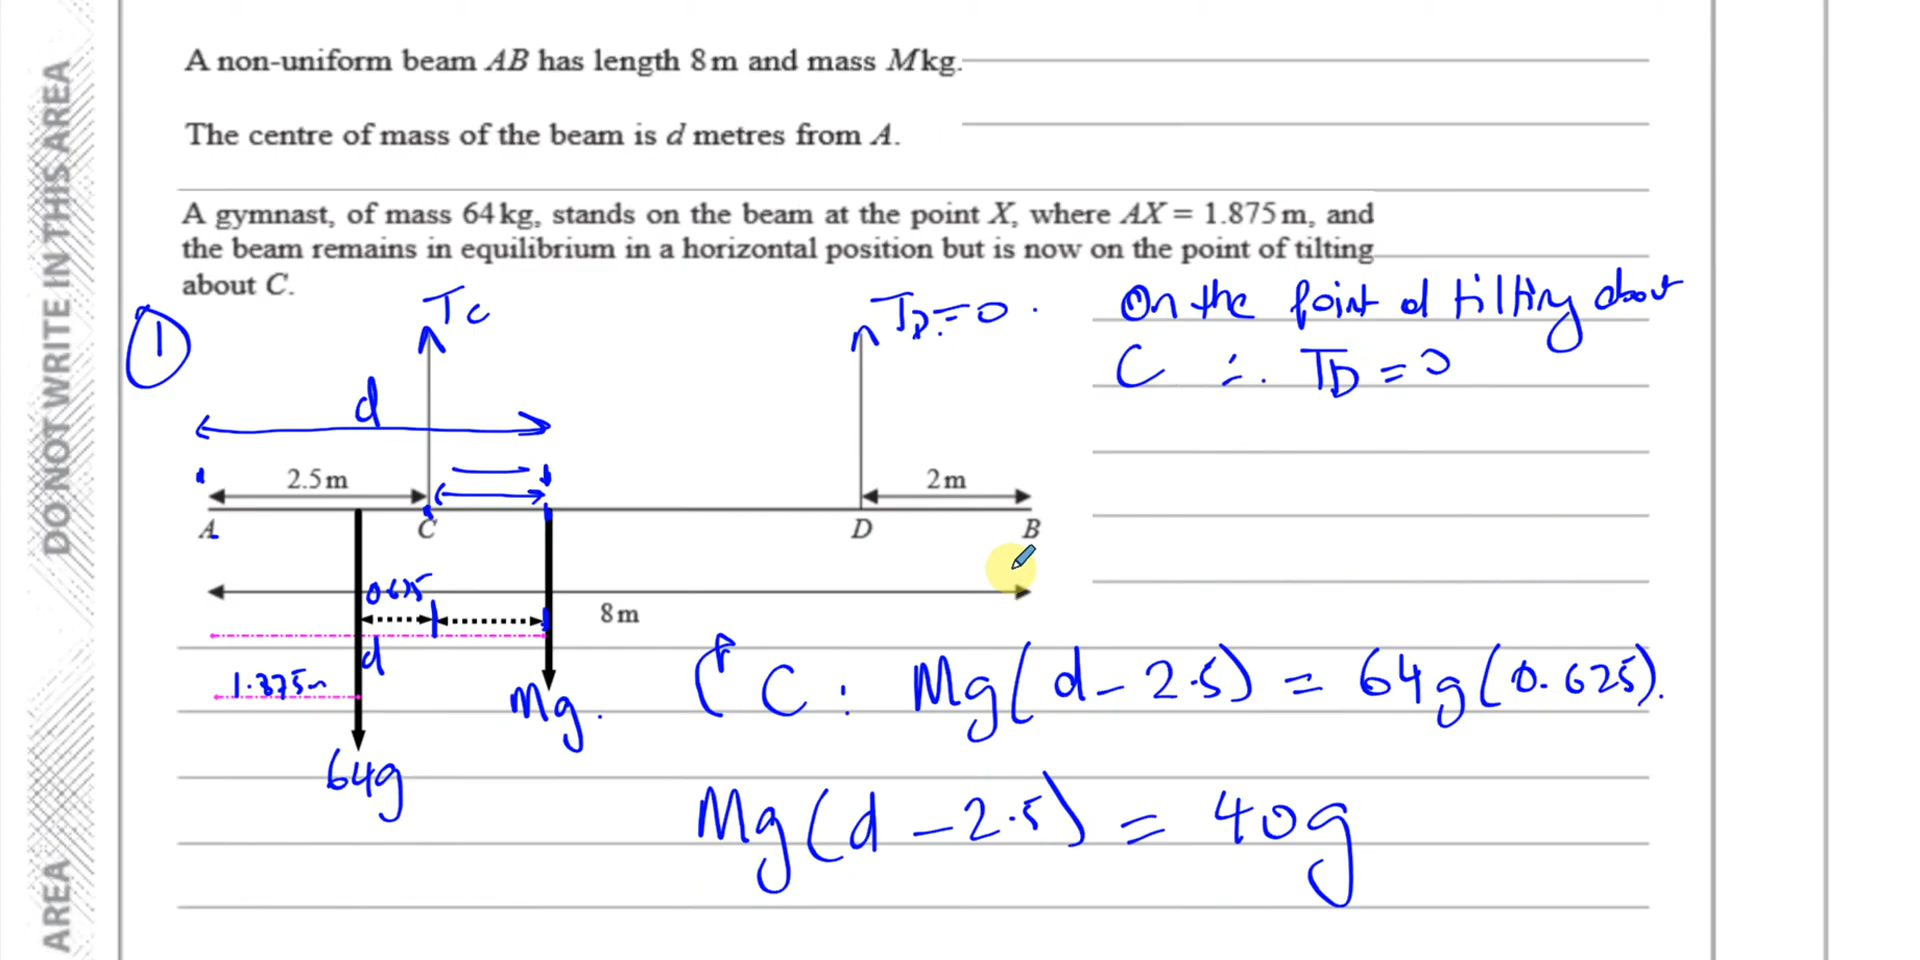 DO NOT WRITE IN THIS AREA
AREA
A non-uniform beam AB has length 8 m and mass M kg.
The centre of mass of the beam is d metres from A.
A gymnast, of mass 64 kg, stands on the beam at the point X, where AX = 1.875 m, and
the beam remains in equilibrium in a horizontal position but is now on the point of tilting
about C.
1
Tc
TD = 0.
On the point of tilting about
C ∴ TD = 0
d
2.5 m
2 m
A
C
D
B
0.625
8 m
d
1.875m
Mg.
64g
C: Mg(d - 2.5) = 64g(0.625).
Mg(d - 2.5) = 40g